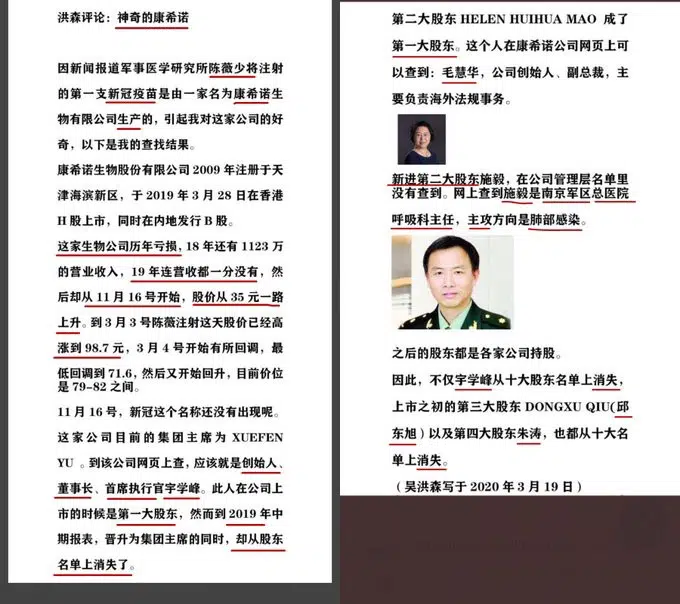 洪森评论：神奇的康希诺
因新闻报道军事医学研究所陈薇少将注射
的第一支新冠疫苗是由一家名为康希诺生
物有限公司生产的，引起我对这家公司的好
奇，以下是我的查找结果。
康希诺生物股份有限公司 2009 年注册于天
津海滨新区，于 2019 年 3 月 28 日在香港
H 股上市，同时在内地发行 B 股。
这家生物公司历年亏损，18 年还有 1123 万
的营业收入，19 年连营收都一分没有，然
后却从 11 月 16 号开始，股价从 35 元一路
上升。到 3 月 3 号陈薇注射这天股价已经高
涨到 98.7 元，3 月 4 号开始有所回调，最
低回调到 71.6，然后又开始回升，目前价位
是 79-82 之间。
11 月 16 号，新冠这个名称还没有出现呢。
这家公司目前的集团主席为 XUEFEN
YU 。到该公司网页上查，应该就是创始人、
董事长、首席执行官宇学峰。此人在公司上
市的时候是第一大股东，然而到 2019 年中
期报表，晋升为集团主席的同时，却从股东
名单上消失了。
第二大股东 HELEN HUIHUA MAO 成了
第一大股东。这个人在康希诺公司网页上可
以查到：毛慧华，公司创始人、副总裁，主
要负责海外法规事务。
新进第二大股东施毅，在公司管理层名单里
没有查到。网上查到施毅是南京军区总医院
呼吸科主任，主攻方向是肺部感染。
之后的股东都是各家公司持股。
因此，不仅宇学峰从十大股东名单上消失，
上市之初的第三大股东 DONGXU QIU(邱
东旭）以及第四大股东朱涛，也都从十大名
单上消失。
（吴洪森写于 2020 年 3 月 19 日）